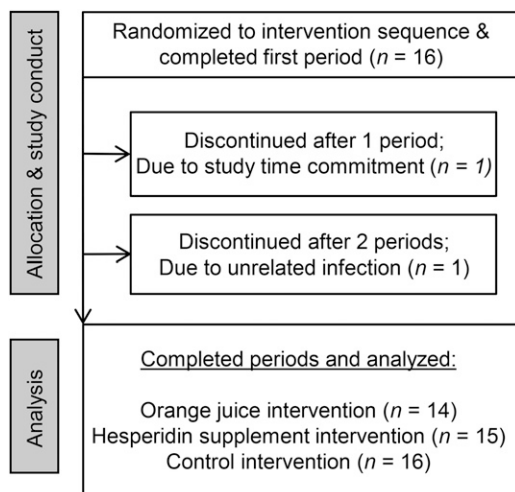 Allocation & study conduct
Randomized to intervention sequence &
completed first period (n = 16)
Discontinued after 1 period;
Due to study time commitment (n = 1)
Discontinued after 2 periods;
Due to unrelated infection (n = 1)
Analysis
Completed periods and analyzed:
Orange juice intervention (n = 14)
Hesperidin supplement intervention (n = 15)
Control intervention (n = 16)